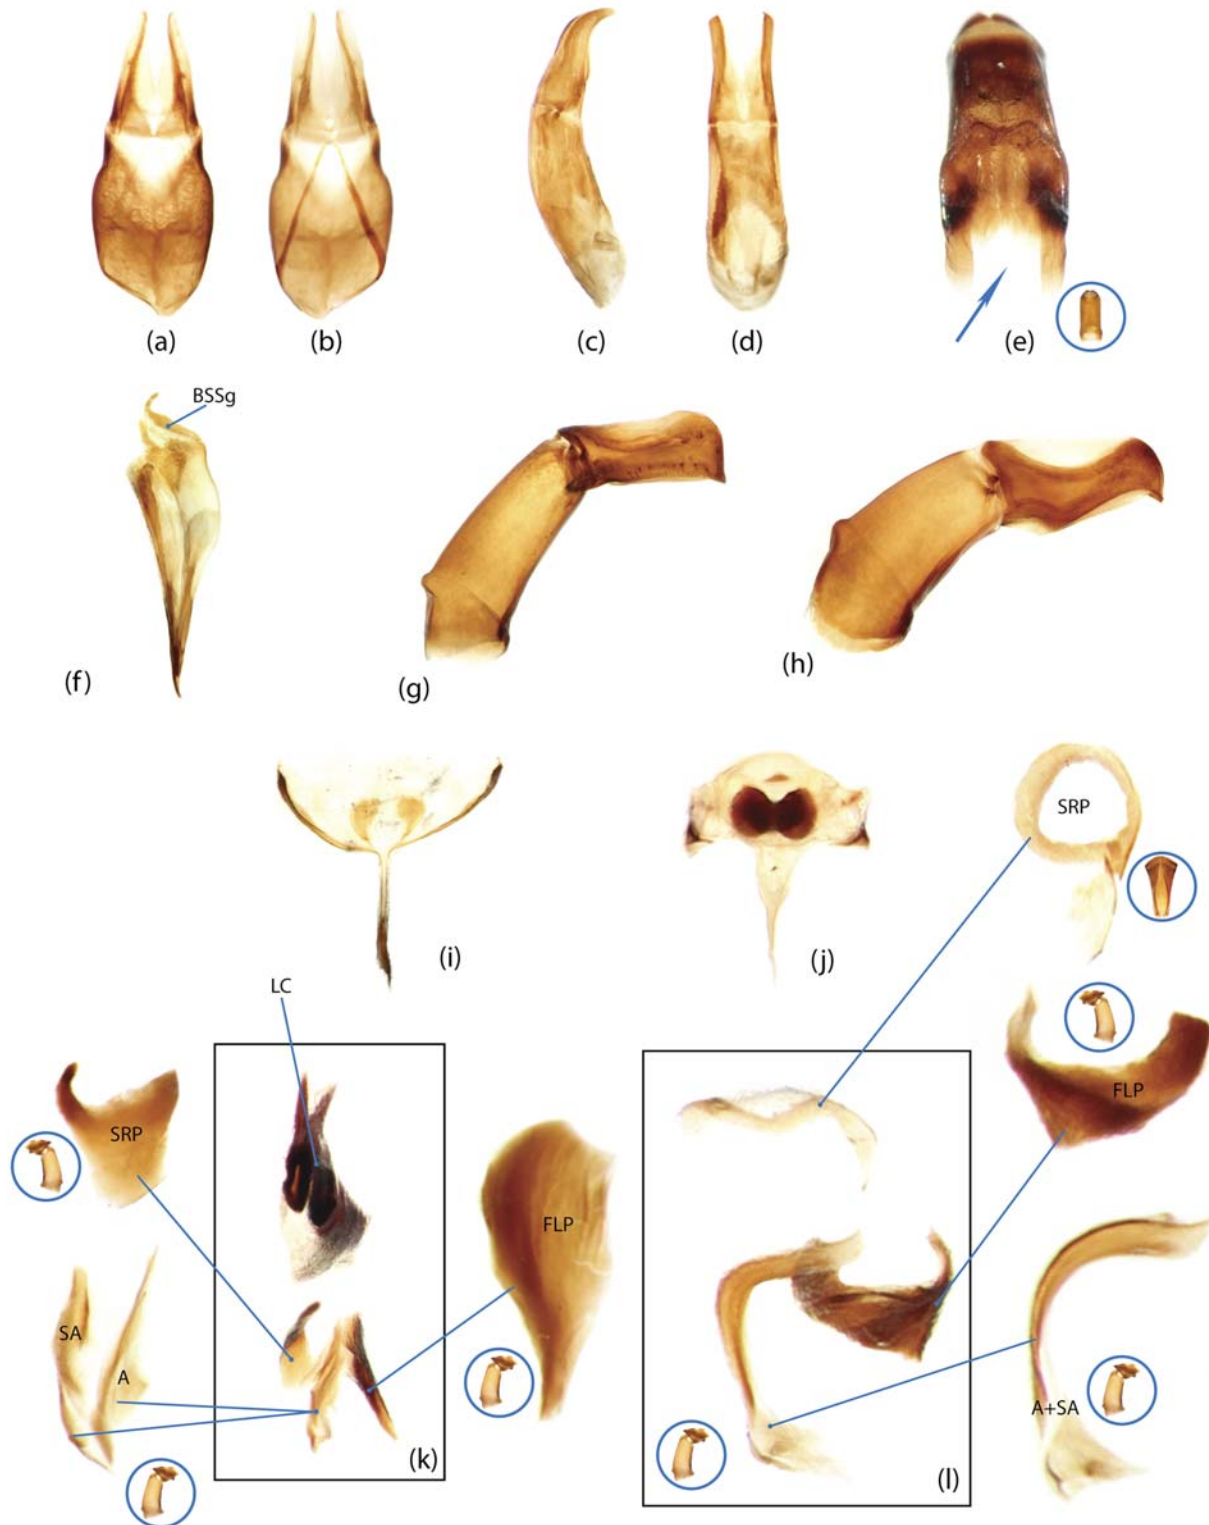 (a)
(b)
(c)
(d)
(e)
BSSg
(f)
(g)
(h)
SRP
(i)
(j)
LC
FLP
SRP
FLP
SA
A
A+SA
(k)
(l)